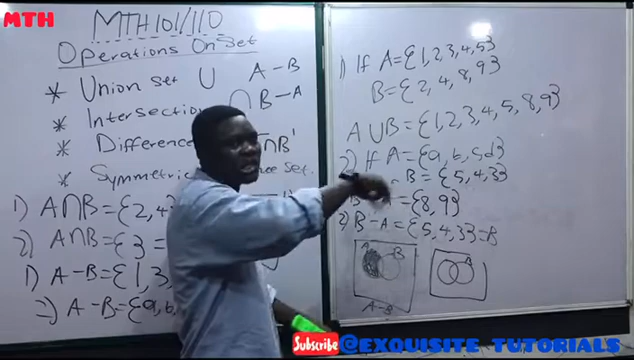 MTH
MTH101/110
Operations On Set
* Union Set U A-B
* Intersection ∩ B-A
* Difference ∩B'
* Symmetric Set.
1) A∩B={2,4
2) A∩B={3 =
1) A-B={1,3,
2) A-B={a,b,
1) If A={1,2,3,4,5}
B={2,4,8,9}
A∪B={1,2,3,4,5,8,9}
2) If A={a,b,c,d}
B={5,4,3}
={8,9}
2) B-A={5,4,3}=B
A B
A-B
Subscribe @EXQUISITE TUTORIALS